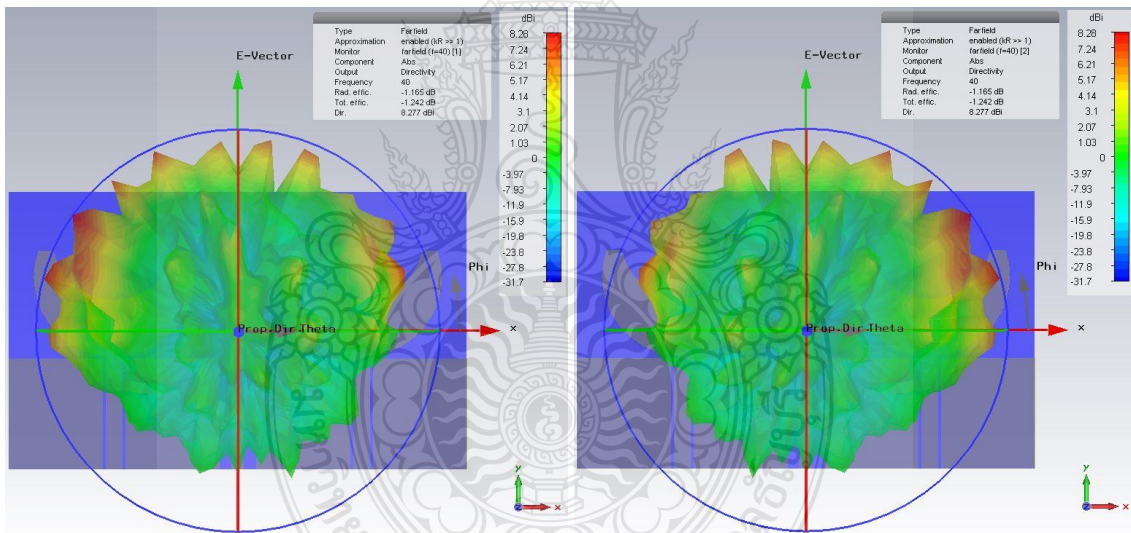 Type Farfield
Approximation enabled (kR >> 1)
Monitor farfield (f=40) [1]
Component Abs
Output Directivity
Frequency 40
Rad. effic. -1.165 dB
Tot. effic. -1.242 dB
Dir. 8.277 dBi
dBi
8.28
7.24
6.21
5.17
4.14
3.1
2.07
1.03
0
-3.97
-7.93
-11.9
-15.9
-19.8
-23.8
-27.8
-31.7
E-Vector
Phi
Prop.Dir.Theta
x
y
x
Type Farfield
Approximation enabled (kR >> 1)
Monitor farfield (f=40) [2]
Component Abs
Output Directivity
Frequency 40
Rad. effic. -1.165 dB
Tot. effic. -1.242 dB
Dir. 8.277 dBi
dBi
8.28
7.24
6.21
5.17
4.14
3.1
2.07
1.03
0
-3.97
-7.93
-11.9
-15.9
-19.8
-23.8
-27.8
-31.7
E-Vector
Phi
Prop.Dir.Theta
x
y
x